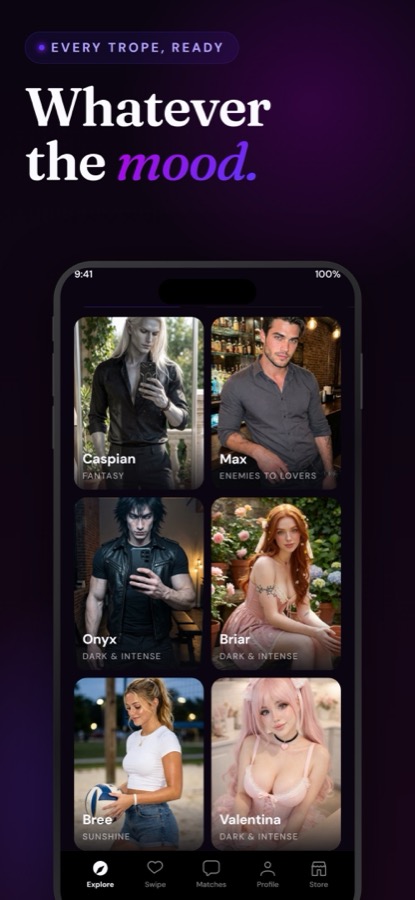 EVERY TROPE, READY
Whatever
the mood.
9:41 100%
Caspian
FANTASY
Max
ENEMIES TO LOVERS
Onyx
DARK & INTENSE
Briar
DARK & INTENSE
Bree
SUNSHINE
Valentina
DARK & INTENSE
Explore Swipe Matches Profile Store